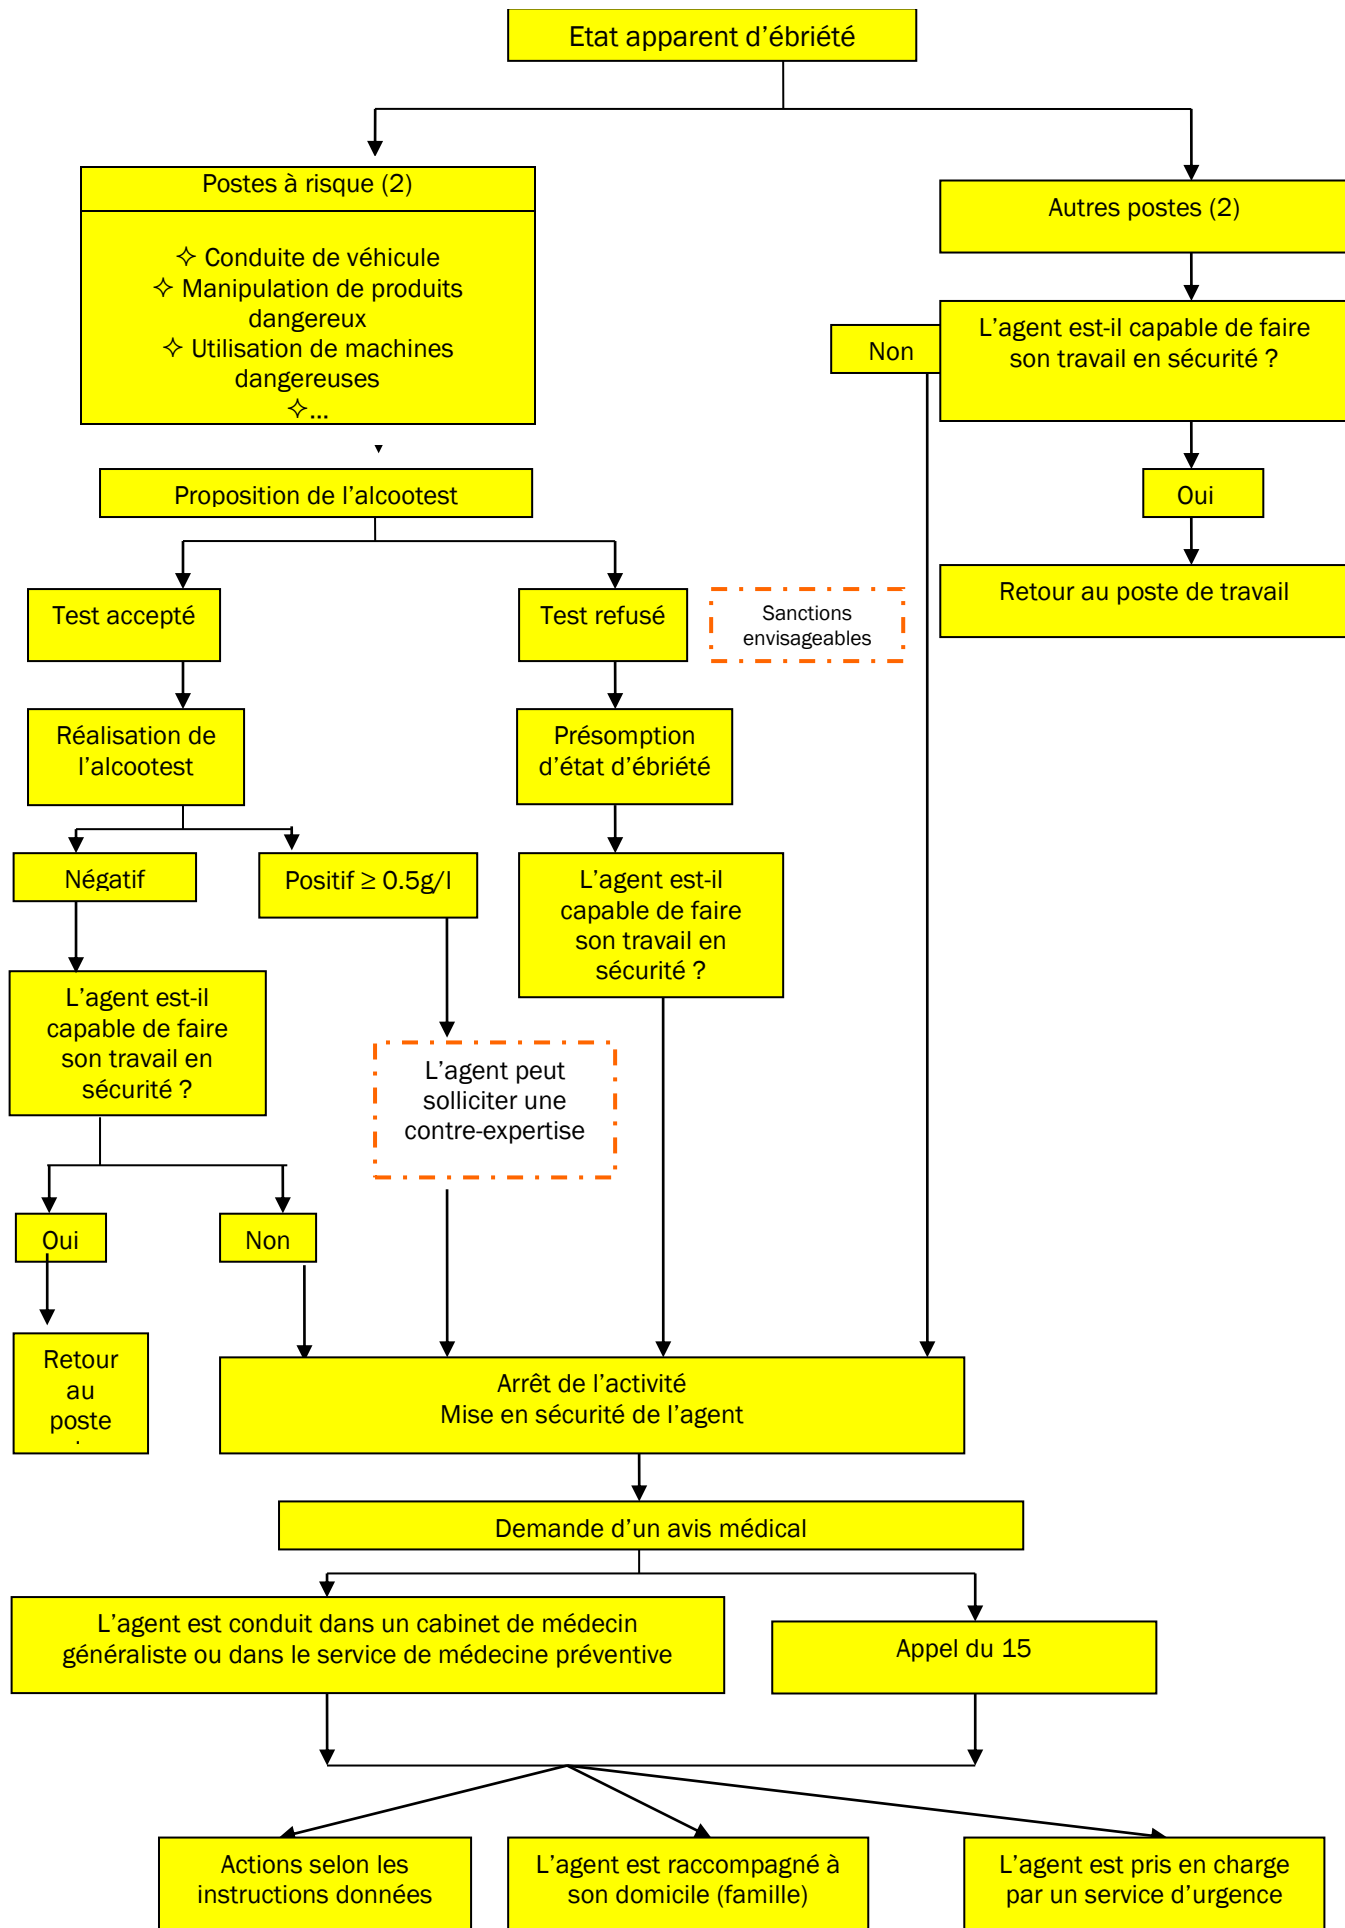 Etat apparent d’ébriété
Postes à risque (2)
✧ Conduite de véhicule
✧ Manipulation de produits
dangereux
✧ Utilisation de machines
dangereuses
✧...
Autres postes (2)
Non
L’agent est-il capable de faire
son travail en sécurité ?
Oui
Retour au poste de travail
Proposition de l’alcootest
Test accepté
Test refusé
Sanctions
envisageables
Réalisation de
l’alcootest
Présomption
d’état d’ébriété
Négatif
Positif ≥ 0.5g/l
L’agent est-il
capable de faire
son travail en
sécurité ?
L’agent est-il
capable de faire
son travail en
sécurité ?
L’agent peut
solliciter une
contre-expertise
Oui
Non
Retour
au
poste
Arrêt de l’activité
Mise en sécurité de l’agent
Demande d’un avis médical
L’agent est conduit dans un cabinet de médecin
généraliste ou dans le service de médecine préventive
Appel du 15
Actions selon les
instructions données
L’agent est raccompagné à
son domicile (famille)
L’agent est pris en charge
par un service d’urgence